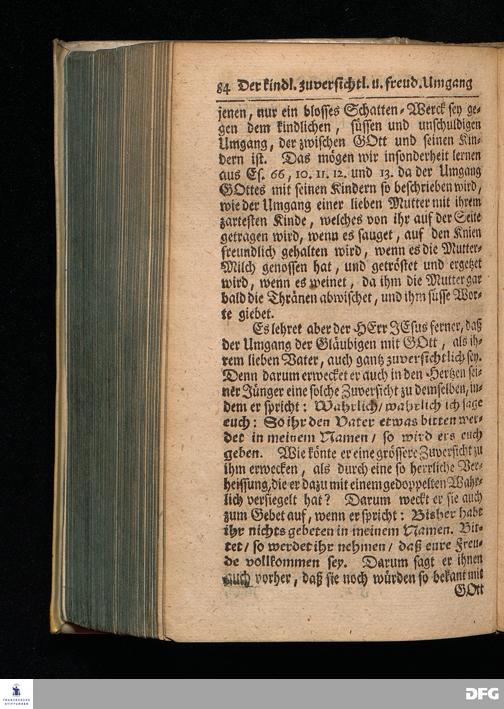 84 Der kindl. zuversichtl. u. freud. Umgang
jenen, nur ein blosses Schatten-Werck sey ge-
gen dem kindlichen, süssen und unschuldigen
Umgang, der zwischen GOtt und seinen Kin-
dern ist. Das mögen wir insonderheit lernen
aus Es. 66, 10. 11. 12. und 13. da der Umgang
GOttes mit seinen Kindern so beschrieben wird,
wie der Umgang einer lieben Mutter mit ihrem
zartesten Kinde, welches von ihr auf der Seite
getragen wird, wenn es sauget, auf den Knien
freundlich gehalten wird, wenn es die Mutter-
Milch genossen hat, und getröstet und ergetzet
wird, wenn es weinet, da ihm die Mutter gar
bald die Thränen abwischet, und ihm süsse Wor-
te giebet.
Es lehret aber der HErr JEsus ferner, daß
der Umgang der Gläubigen mit GOtt, als ih-
rem lieben Vater, auch gantz zuversichtlich sey.
Denn darum erwecket er auch in den Hertzen sei-
ner Jünger eine solche Zuversicht zu demselben, in-
dem er spricht: Wahrlich/ wahrlich ich sage
euch: So ihr den Vater etwas bitten wer-
det in meinem Namen/ so wird ers euch
geben. Wie könte er eine grössere Zuversicht zu
ihm erwecken, als durch eine so herrliche Ver-
heissung, die er dazu mit einem gedoppelten Wahr-
lich versiegelt hat? Darum weckt er sie auch
zum Gebet auf, wenn er spricht: Bisher habt
ihr nichts gebeten in meinem Namen. Bit-
tet/ so werdet ihr nehmen/ daß eure Freu-
de vollkommen sey. Darum sagt er ihnen
auch vorher, daß sie noch würden so bekant mit
GOtt
FRANCKESCHE
STIFTUNGEN
DFG